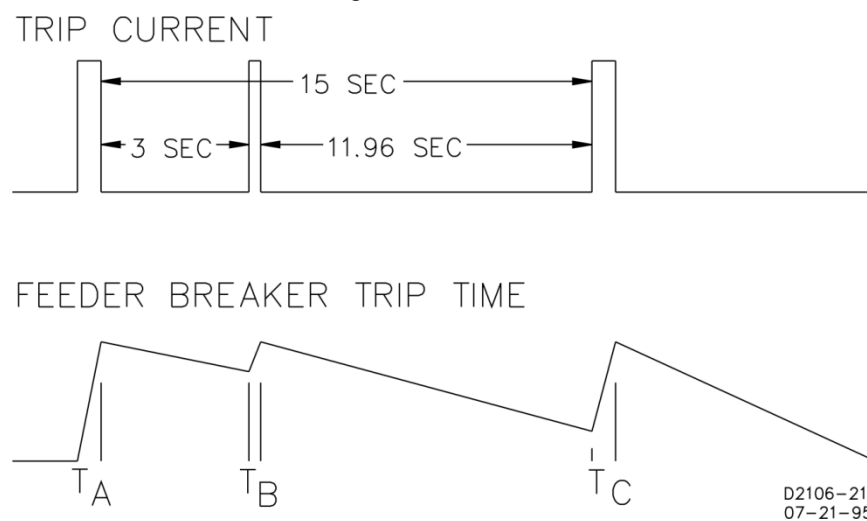 TRIP CURRENT
15 SEC
3 SEC
11.96 SEC
FEEDER BREAKER TRIP TIME
TA
TB
TC
D2106-21
07-21-95